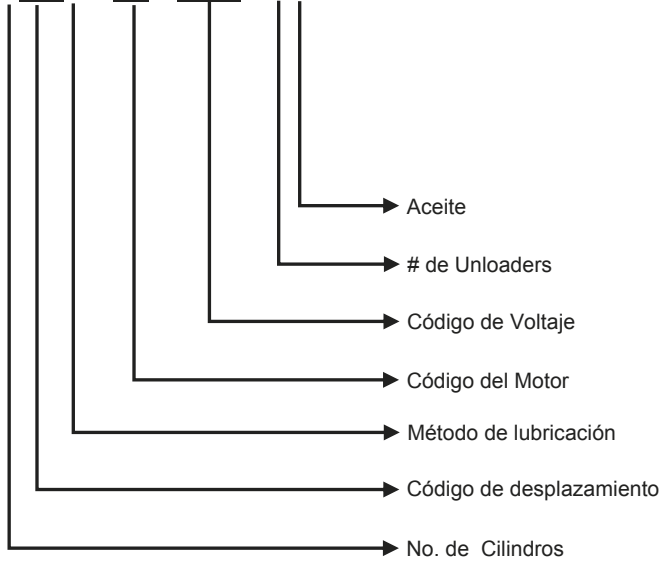 Aceite
# de Unloaders
Código de Voltaje
Código del Motor
Método de lubricación
Código de desplazamiento
No. de Cilindros